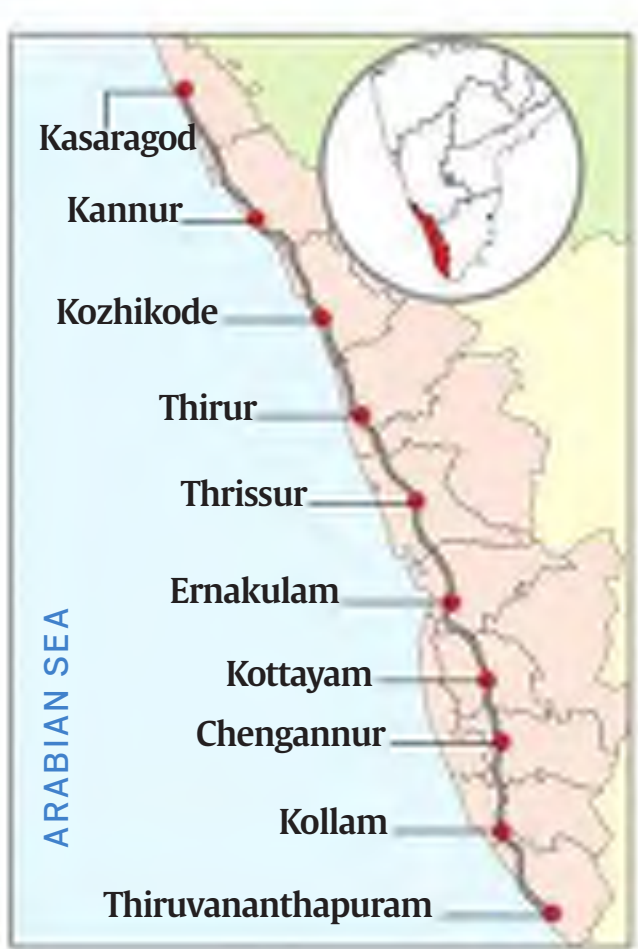 Kasaragod
Kannur
Kozhikode
Thirur
Thrissur
Ernakulam
Kottayam
Chengannur
Kollam
Thiruvananthapuram
ARABIAN SEA